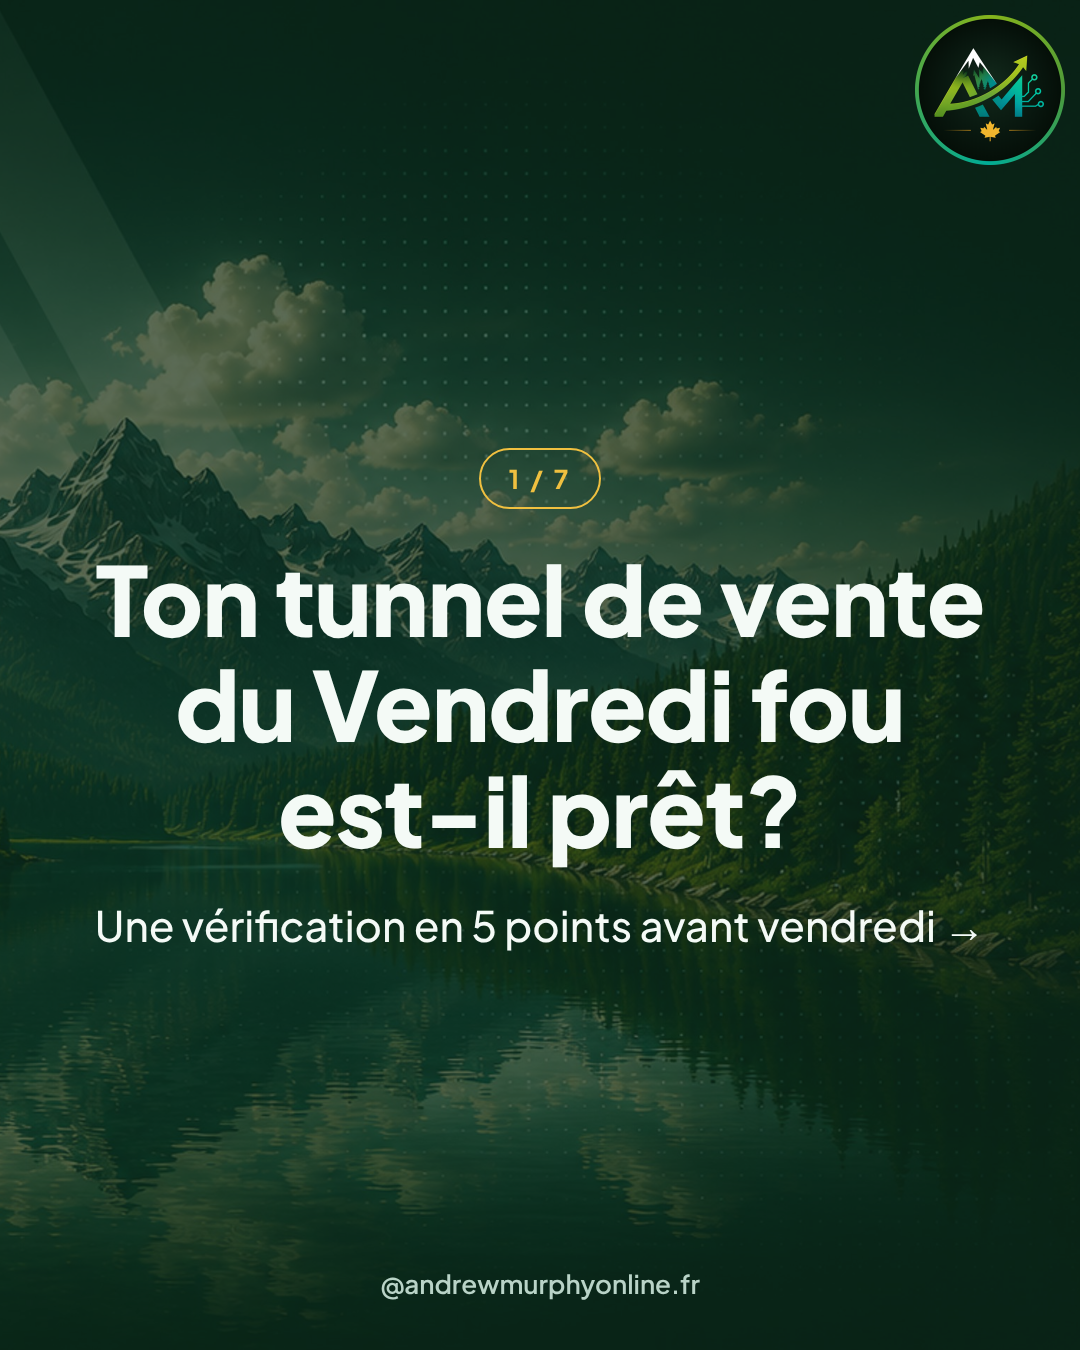 AM
1 / 7
Ton tunnel de vente
du Vendredi fou
est-il prêt?
Une vérification en 5 points avant vendredi →
@andrewmurphyonline.fr